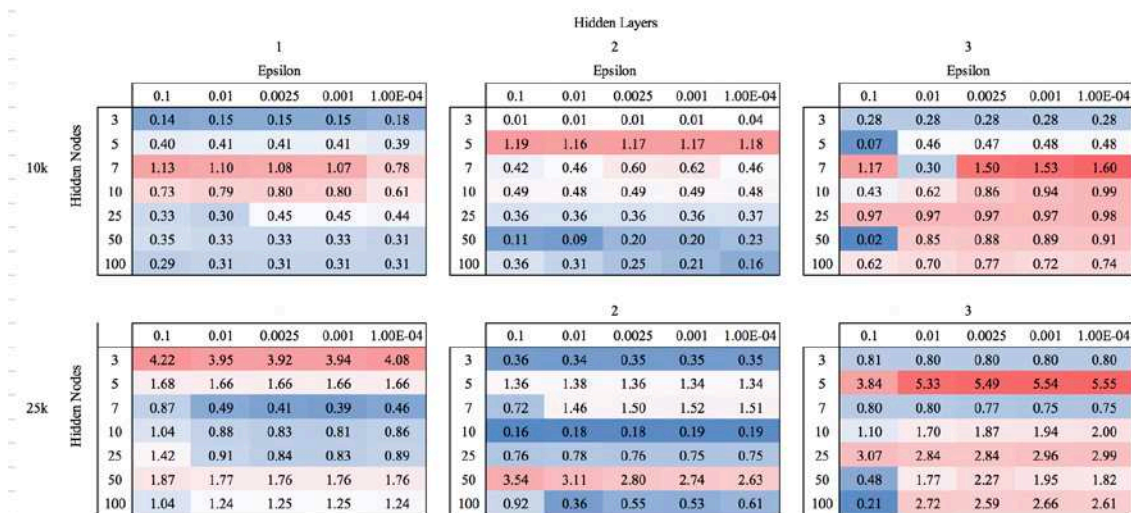 Hidden Layers
1 2 3
Epsilon Epsilon Epsilon
0.1 0.01 0.0025 0.001 1.00E-04 0.1 0.01 0.0025 0.001 1.00E-04 0.1 0.01 0.0025 0.001 1.00E-04
3 0.14 0.15 0.15 0.15 0.18 3 0.01 0.01 0.01 0.01 0.04 3 0.28 0.28 0.28 0.28 0.28
5 0.40 0.41 0.41 0.41 0.39 5 1.19 1.16 1.17 1.17 1.18 5 0.07 0.46 0.47 0.48 0.48
7 1.13 1.10 1.08 1.07 0.78 7 0.42 0.46 0.60 0.62 0.46 7 1.17 0.30 1.50 1.53 1.60
10k Hidden Nodes 10 0.73 0.79 0.80 0.80 0.61 10 0.49 0.48 0.49 0.49 0.48 10 0.43 0.62 0.86 0.94 0.99
25 0.33 0.30 0.45 0.45 0.44 25 0.36 0.36 0.36 0.36 0.37 25 0.97 0.97 0.97 0.97 0.98
50 0.35 0.33 0.33 0.33 0.31 50 0.11 0.09 0.20 0.20 0.23 50 0.02 0.85 0.88 0.89 0.91
100 0.29 0.31 0.31 0.31 0.31 100 0.36 0.31 0.25 0.21 0.16 100 0.62 0.70 0.77 0.72 0.74
2 3
0.1 0.01 0.0025 0.001 1.00E-04 0.1 0.01 0.0025 0.001 1.00E-04 0.1 0.01 0.0025 0.001 1.00E-04
3 4.22 3.95 3.92 3.94 4.08 3 0.36 0.34 0.35 0.35 0.35 3 0.81 0.80 0.80 0.80 0.80
5 1.68 1.66 1.66 1.66 1.66 5 1.36 1.38 1.36 1.34 1.34 5 3.84 5.33 5.49 5.54 5.55
25k Hidden Nodes 7 0.87 0.49 0.41 0.39 0.46 7 0.72 1.46 1.50 1.52 1.51 7 0.80 0.80 0.77 0.75 0.75
10 1.04 0.88 0.83 0.81 0.86 10 0.16 0.18 0.18 0.19 0.19 10 1.10 1.70 1.87 1.94 2.00
25 1.42 0.91 0.84 0.83 0.89 25 0.76 0.78 0.76 0.75 0.75 25 3.07 2.84 2.84 2.96 2.99
50 1.87 1.77 1.76 1.76 1.76 50 3.54 3.11 2.80 2.74 2.63 50 0.48 1.77 2.27 1.95 1.82
100 1.04 1.24 1.25 1.25 1.24 100 0.92 0.36 0.55 0.53 0.61 100 0.21 2.72 2.59 2.66 2.61